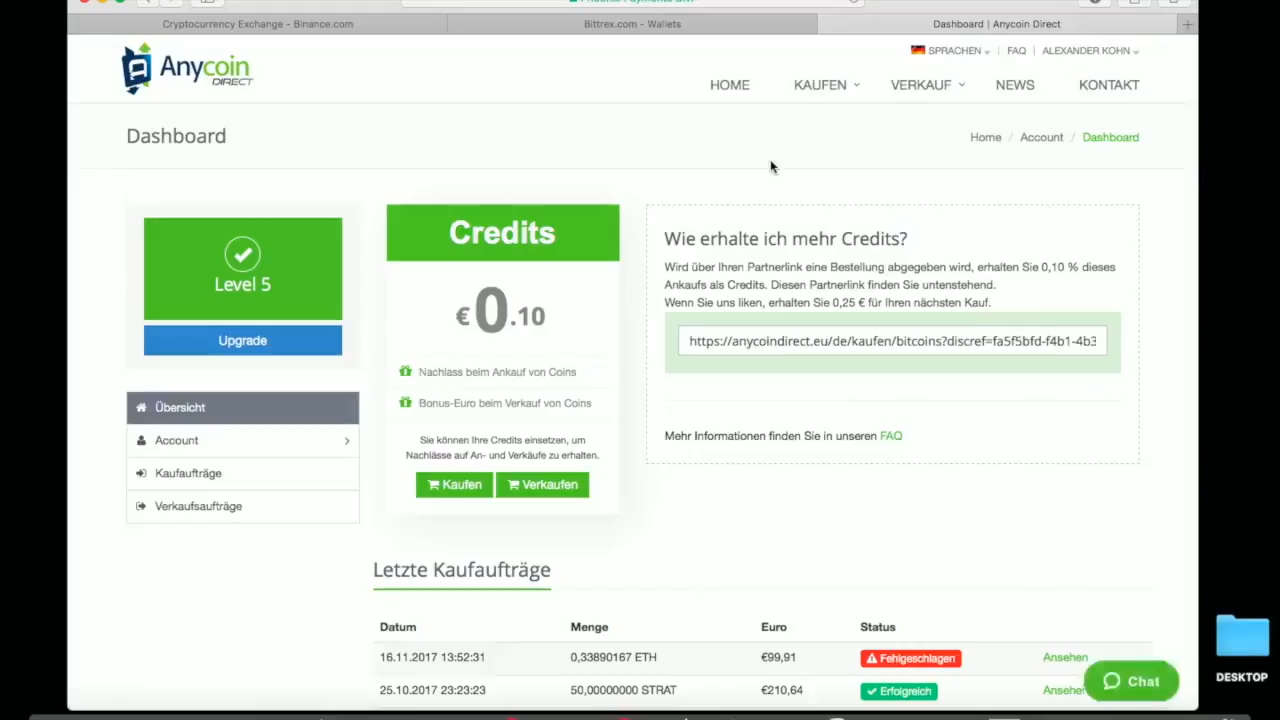 Cryptocurrency Exchange - Binance.com
Bittrex.com - Wallets
Dashboard | Anycoin Direct
Anycoin
DIRECT
SPRACHEN | FAQ | ALEXANDER KOHN
HOME KAUFEN VERKAUF NEWS KONTAKT
Dashboard
Home / Account / Dashboard
Level 5
Upgrade
Übersicht
Account
Kaufaufträge
Verkaufsaufträge
Credits
€ 0.10
Nachlass beim Ankauf von Coins
Bonus-Euro beim Verkauf von Coins
Sie können Ihre Credits einsetzen, um
Nachlässe auf An- und Verkäufe zu erhalten.
Kaufen Verkaufen
Wie erhalte ich mehr Credits?
Wird über Ihren Partnerlink eine Bestellung abgegeben wird, erhalten Sie 0,10 % dieses
Ankaufs als Credits. Diesen Partnerlink finden Sie untenstehend.
Wenn Sie uns liken, erhalten Sie 0,25 € für Ihren nächsten Kauf.
https://anycoindirect.eu/de/kaufen/bitcoins?discref=fa5f5bfd-f4b1-4b3
Mehr Informationen finden Sie in unseren FAQ
Letzte Kaufaufträge
Datum Menge Euro Status
16.11.2017 13:52:31 0,33890167 ETH €99,91 Fehlgeschlagen Ansehen
25.10.2017 23:23:23 50,00000000 STRAT €210,64 Erfolgreich Ansehen
Chat
DESKTOP